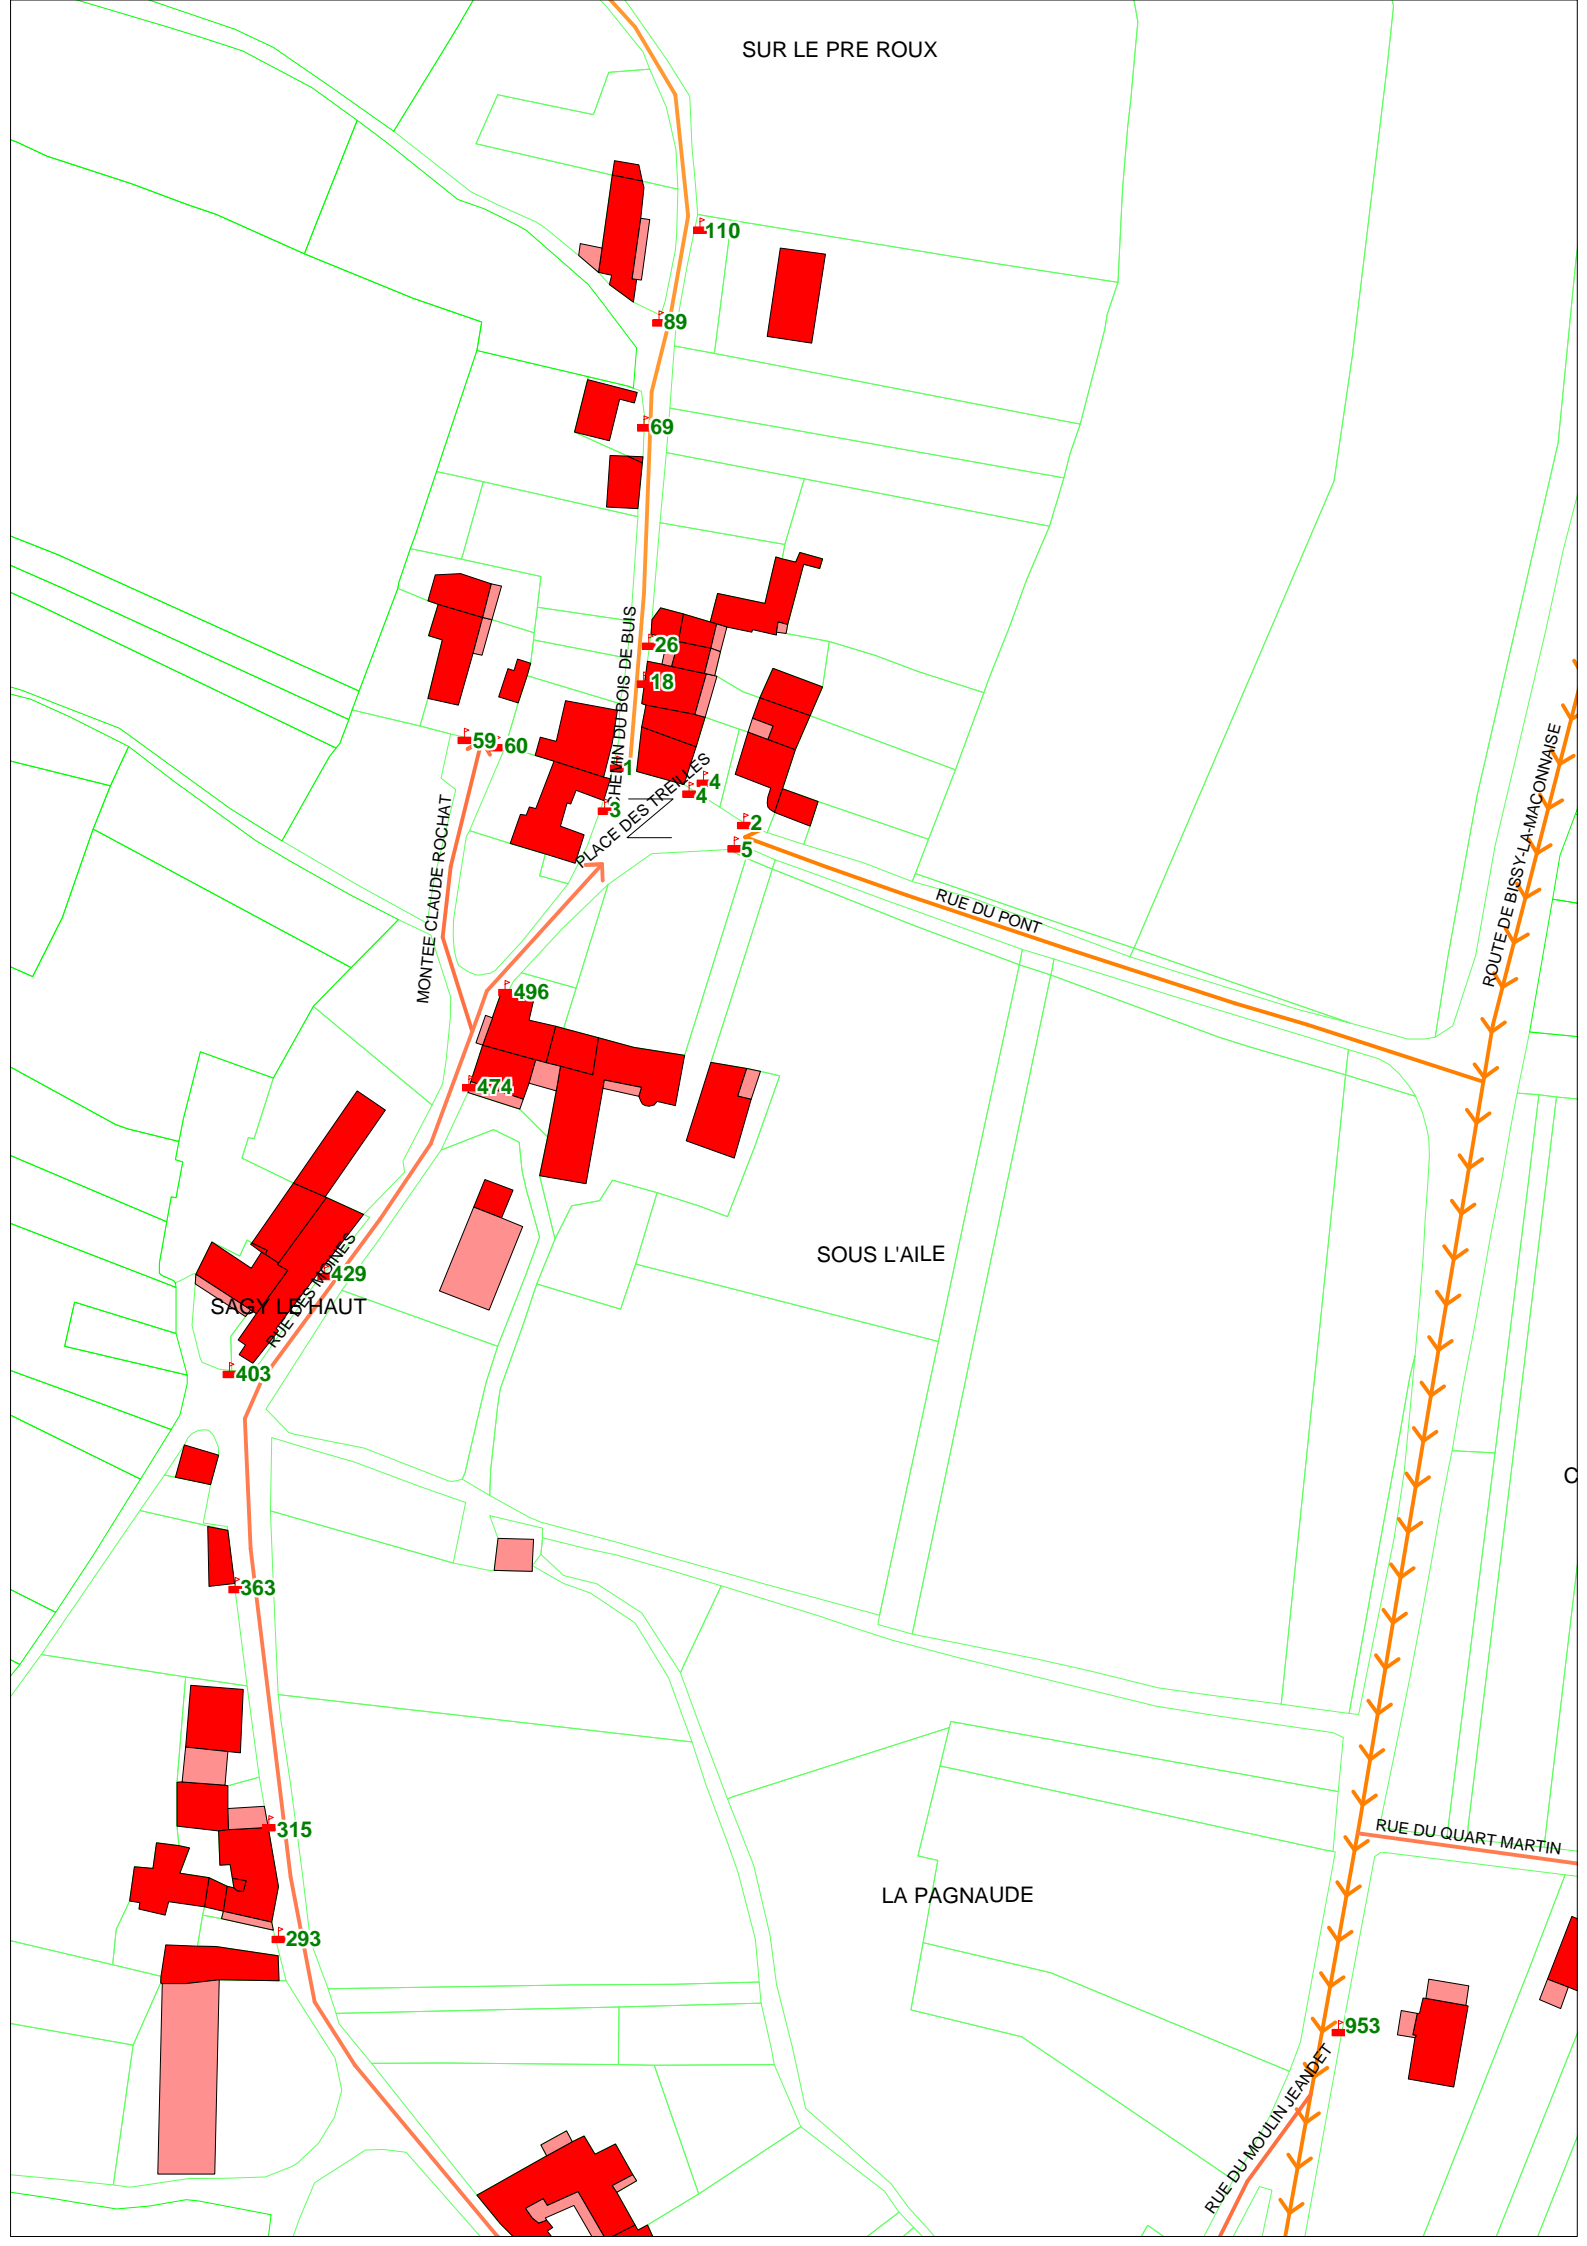 SUR LE PRE ROUX
110
89
69
CHEMIN DU BOIS DE BUIS
26
18
59
60
1
4
4
3
2
5
PLACE DES TREILLES
MONTEE CLAUDE ROCHAT
RUE DU PONT
ROUTE DE BISSY-LA-MACONNAISE
496
474
SOUS L'AILE
429
RUE DES MOINES
SAGY LE HAUT
403
C
363
315
RUE DU QUART MARTIN
LA PAGNAUDE
293
953
RUE DU MOULIN JEANDET